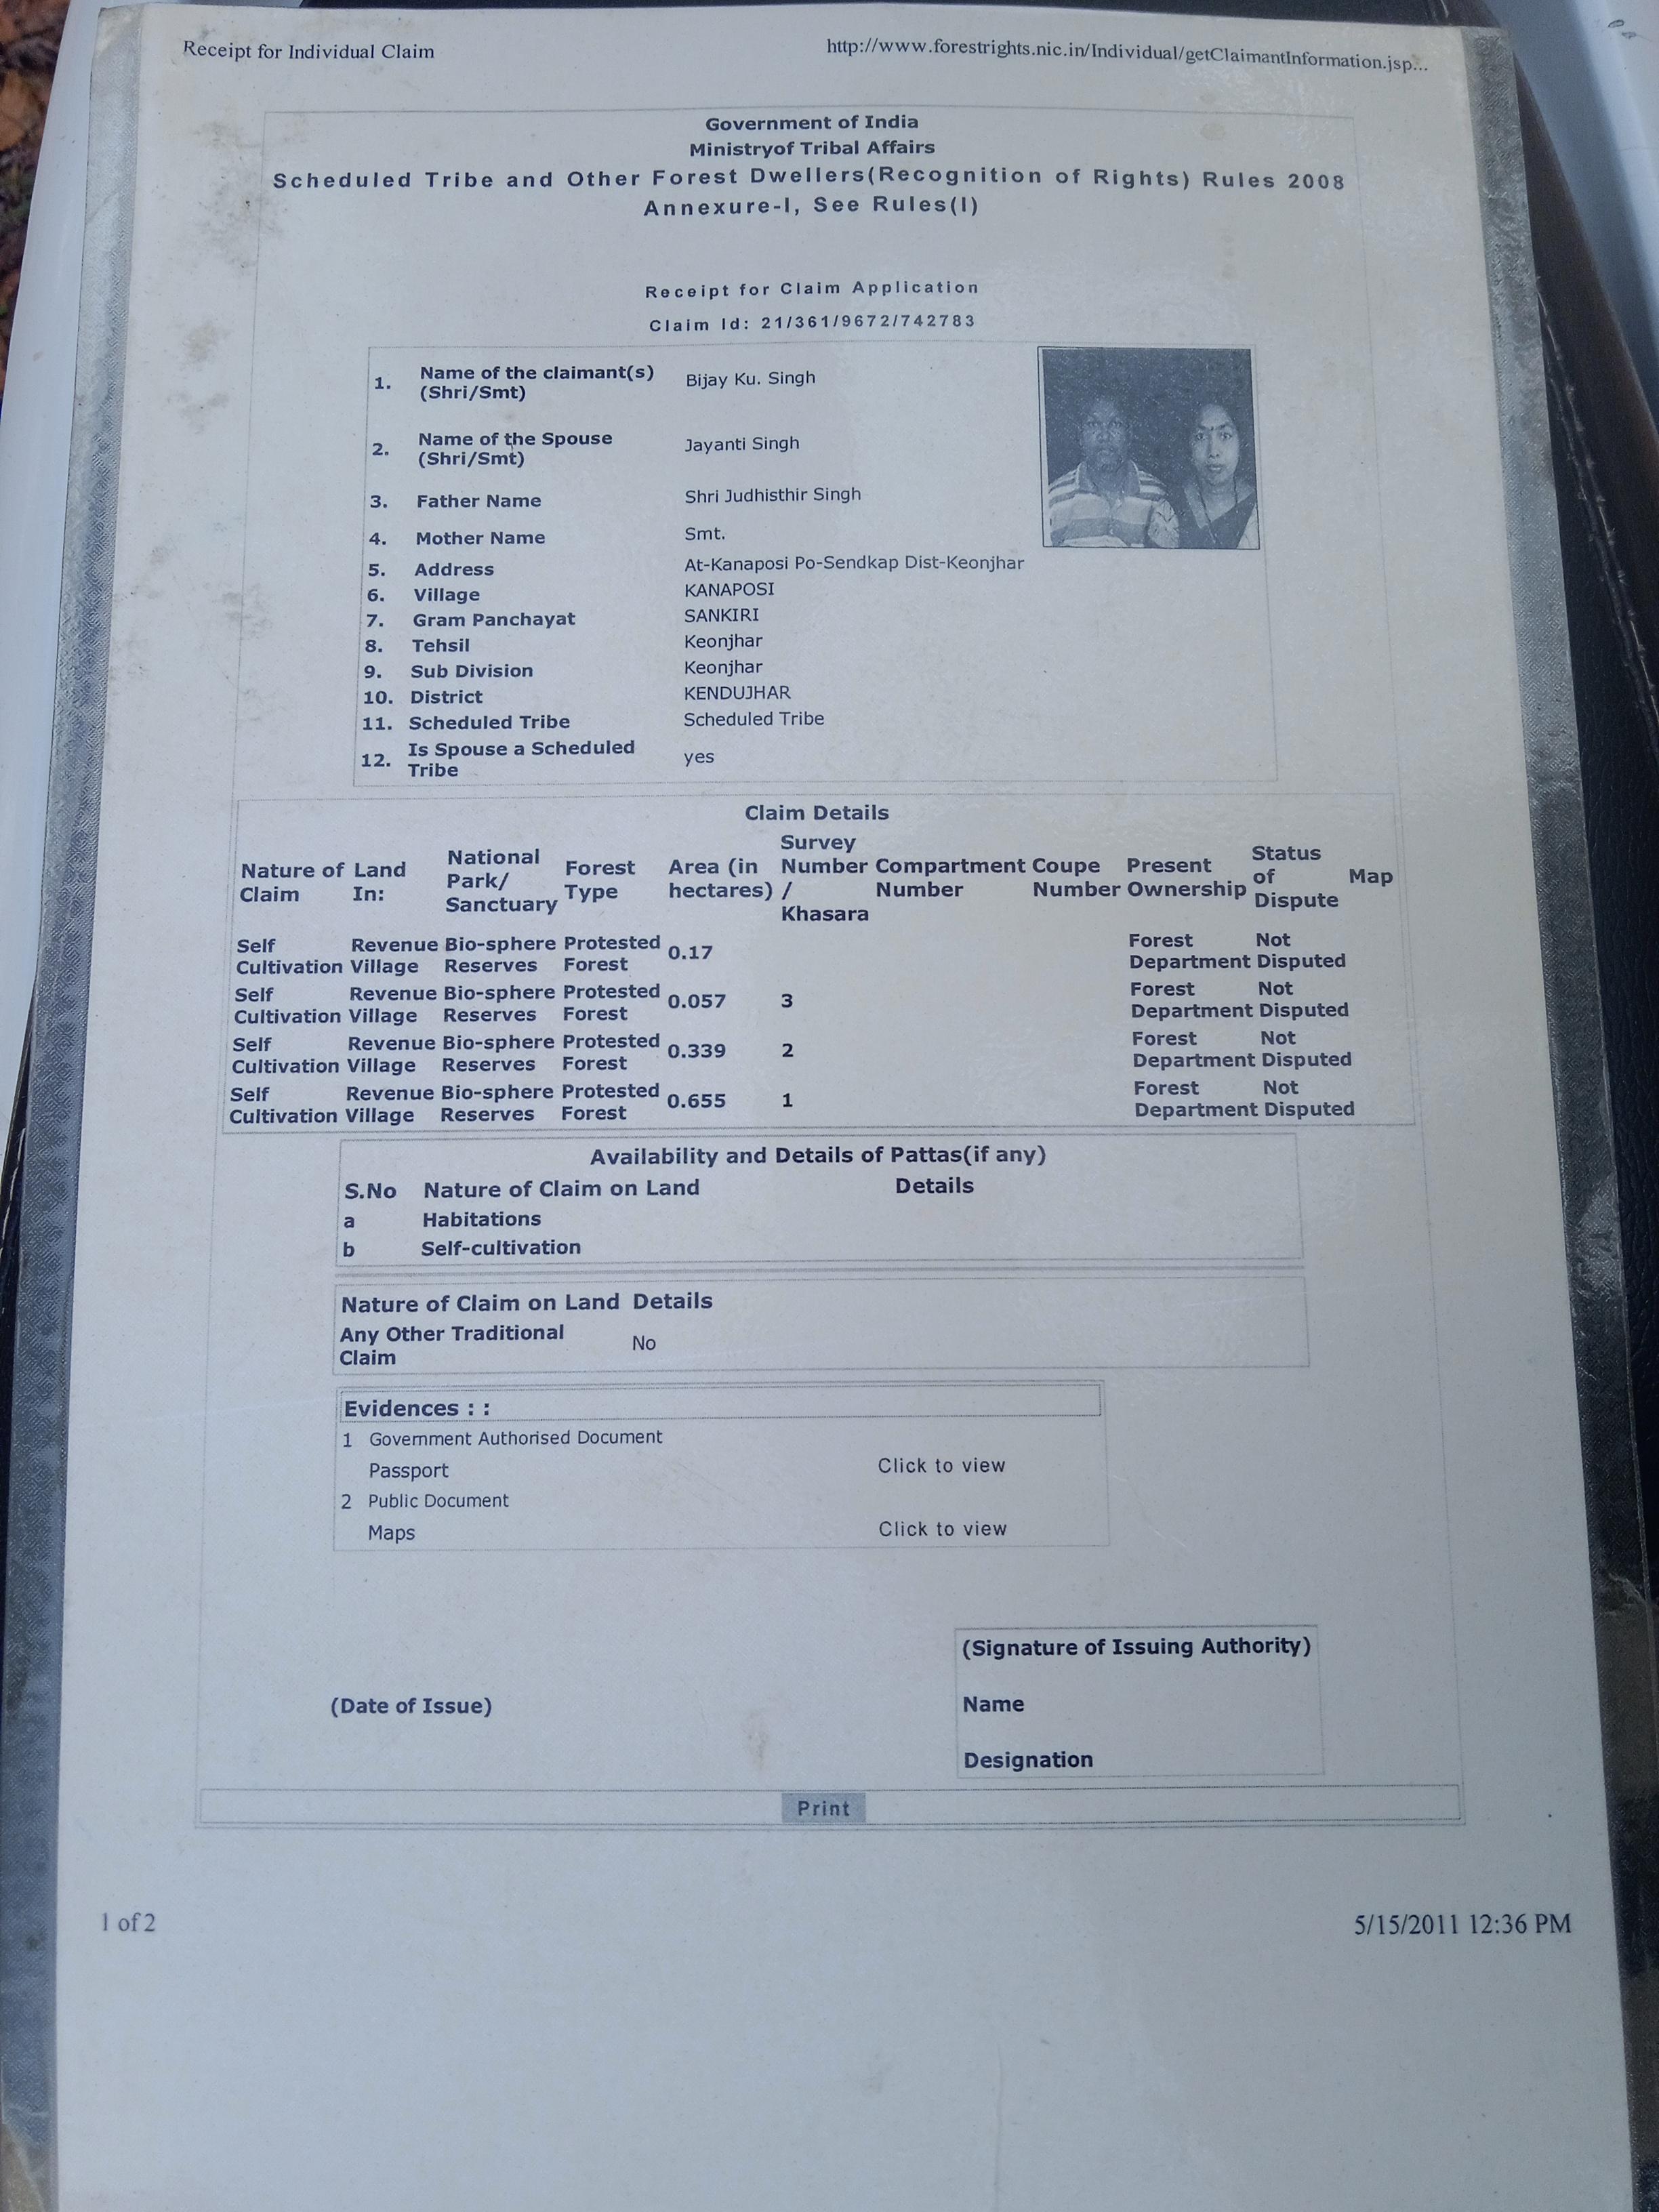 Receipt for Individual Claim
http://www.forestrights.nic.in/Individual/getClaimantInformation.jsp...
Government of India
Ministryof Tribal Affairs
Scheduled Tribe and Other Forest Dwellers(Recognition of Rights) Rules 2008
Annexure-I, See Rules(I)
Receipt for Claim Application
Claim Id: 21/361/9672/742783
1. Name of the claimant(s) (Shri/Smt) Bijay Ku. Singh
2. Name of the Spouse (Shri/Smt) Jayanti Singh
3. Father Name Shri Judhisthir Singh
4. Mother Name Smt.
5. Address At-Kanaposi Po-Sendkap Dist-Keonjhar
6. Village KANAPOSI
7. Gram Panchayat SANKIRI
8. Tehsil Keonjhar
9. Sub Division Keonjhar
10. District KENDUJHAR
11. Scheduled Tribe Scheduled Tribe
12. Is Spouse a Scheduled Tribe yes
Claim Details
Nature of Claim Land In: National Park/ Sanctuary Forest Type Area (in hectares) Survey Number / Khasara Compartment Number Coupe Number Present Ownership Status of Dispute Map
Self Cultivation Revenue Village Bio-sphere Reserves Protested Forest 0.17 Forest Department Not Disputed
Self Cultivation Revenue Village Bio-sphere Reserves Protested Forest 0.057 3 Forest Department Not Disputed
Self Cultivation Revenue Village Bio-sphere Reserves Protested Forest 0.339 2 Forest Department Not Disputed
Self Cultivation Revenue Village Bio-sphere Reserves Protested Forest 0.655 1 Forest Department Not Disputed
Availability and Details of Pattas(if any)
S.No Nature of Claim on Land Details
a Habitations
b Self-cultivation
Nature of Claim on Land Details
Any Other Traditional Claim No
Evidences : :
1 Government Authorised Document
Passport Click to view
2 Public Document
Maps Click to view
(Signature of Issuing Authority)
(Date of Issue) Name
Designation
Print
1 of 2
5/15/2011 12:36 PM